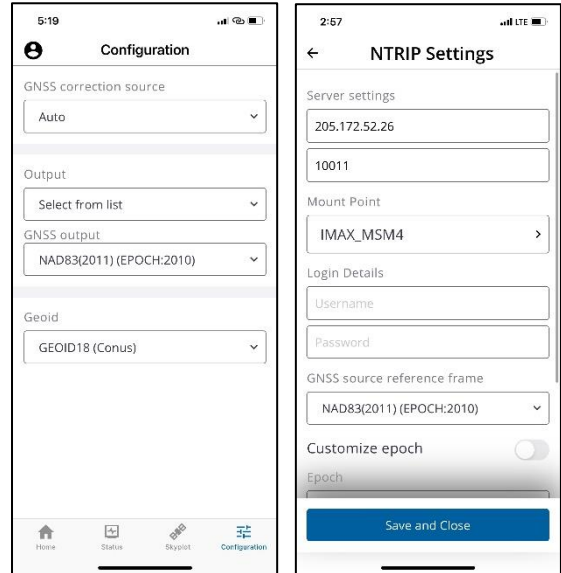 5:19
Configuration
GNSS correction source
Auto
Output
Select from list
GNSS output
NAD83(2011) (EPOCH:2010)
Geoid
GEOID18 (Conus)
Home
Status
Skyplot
Configuration
2:57
LTE
NTRIP Settings
Server settings
205.172.52.26
10011
Mount Point
IMAX_MSM4
Login Details
Username
Password
GNSS source reference frame
NAD83(2011) (EPOCH:2010)
Customize epoch
Epoch
Save and Close